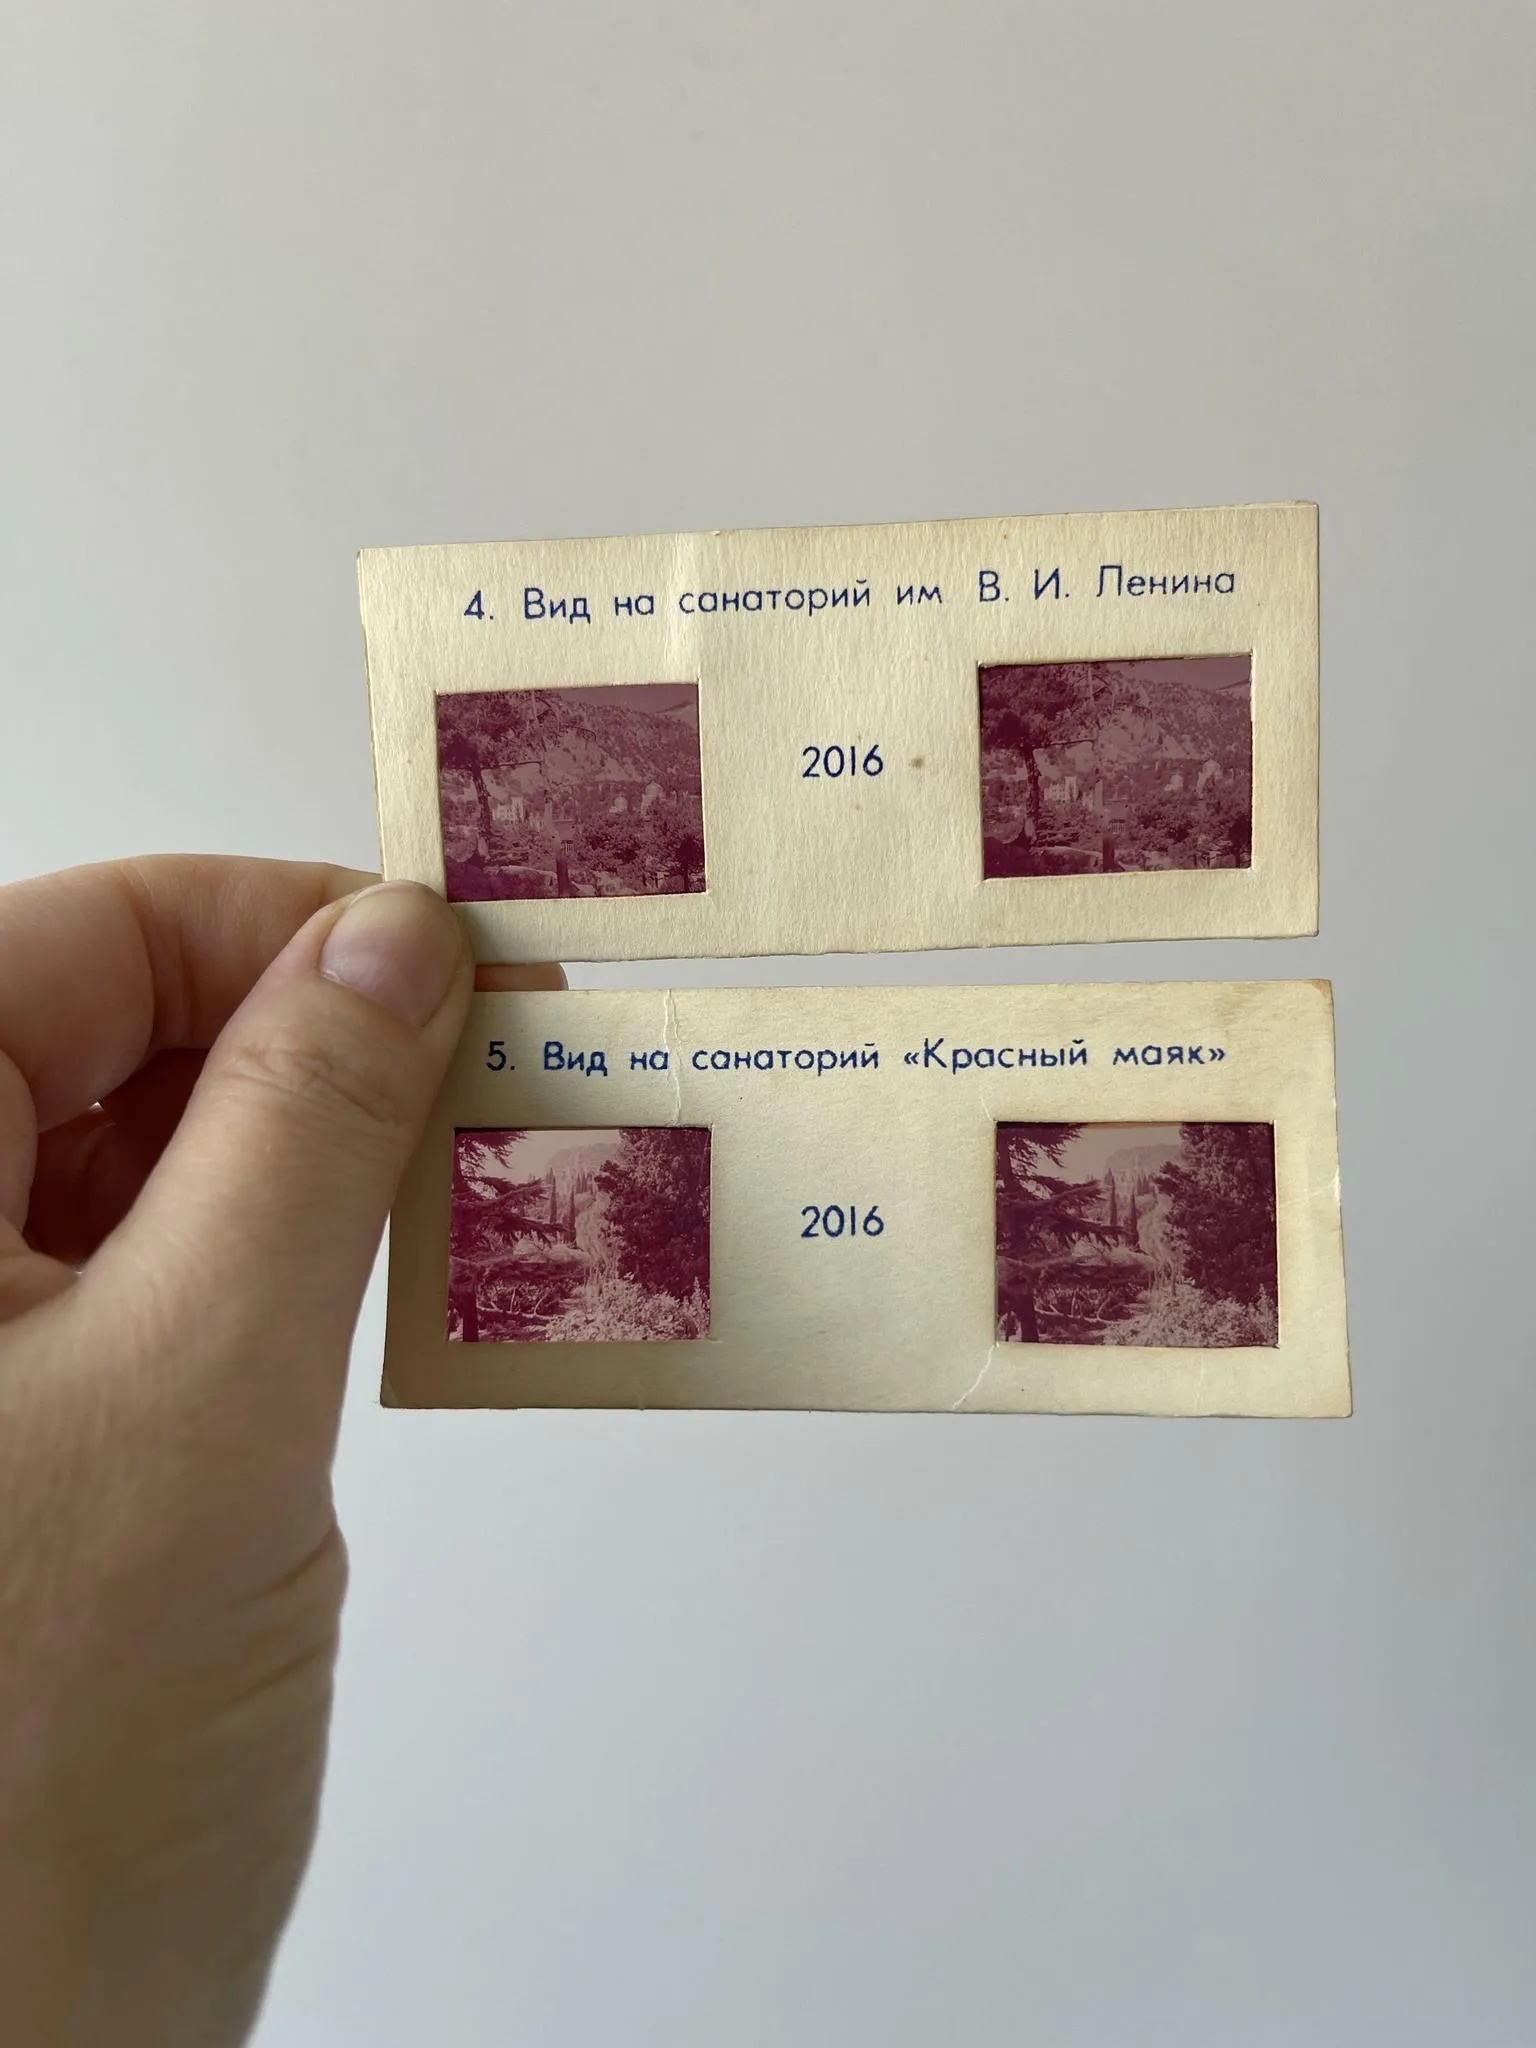 4. Вид на санаторий им В. И. Ленина
2016
5. Вид на санаторий «Красный маяк»
2016